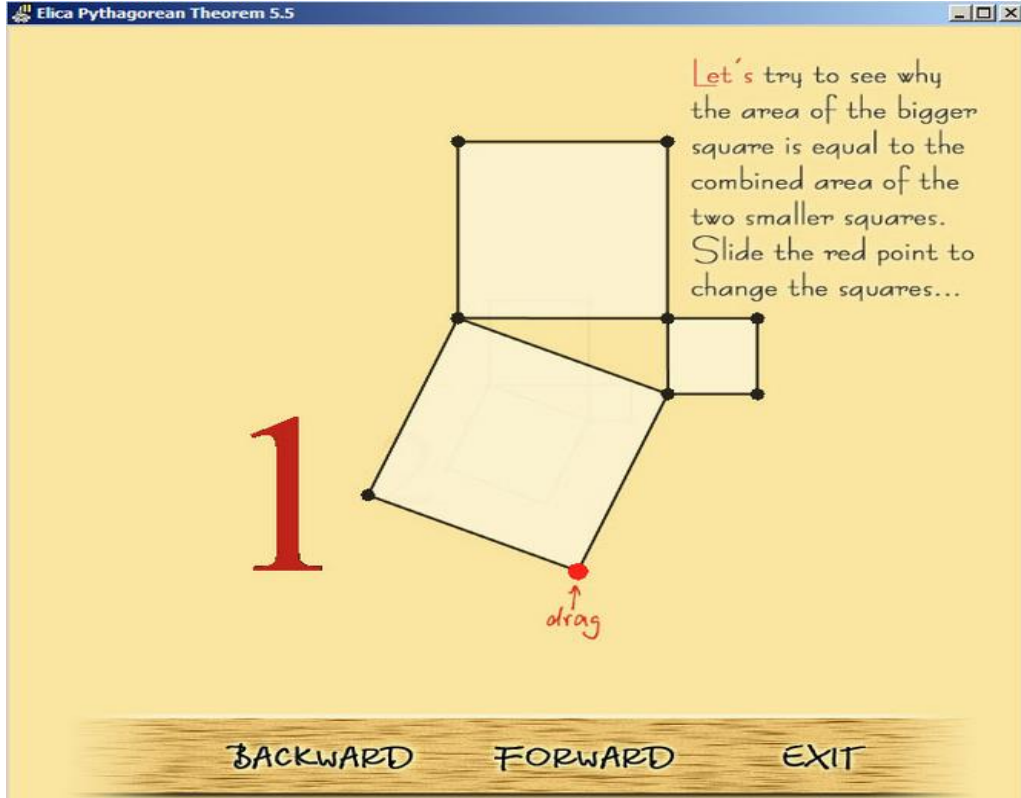 Elica Pythagorean Theorem 5.5
Let's try to see why
the area of the bigger
square is equal to the
combined area of the
two smaller squares.
Slide the red point to
change the squares...
1
drag
BACKWARD FORWARD EXIT